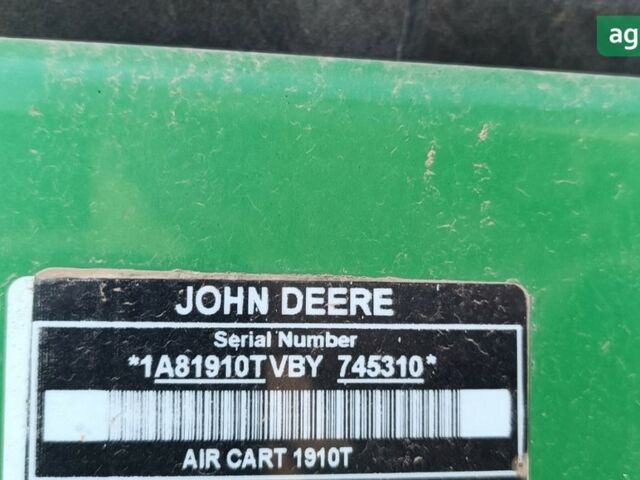 ag
JOHN DEERE
Serial Number
*1A81910TVBY 745310*
AIR CART 1910T